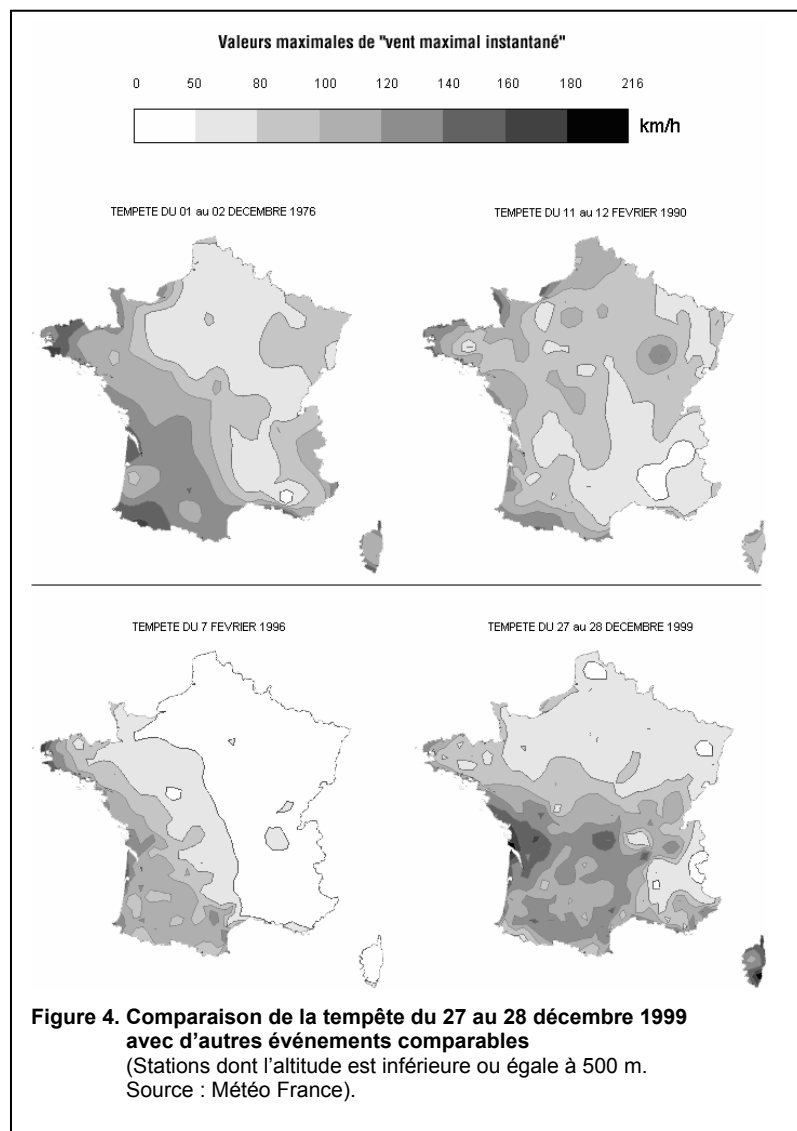 Valeurs maximales de "vent maximal instantané"
0 50 80 100 120 140 160 180 216
km/h
TEMPETE DU 01 au 02 DECEMBRE 1976
TEMPETE DU 11 au 12 FEVRIER 1990
TEMPETE DU 7 FEVRIER 1996
TEMPETE DU 27 au 28 DECEMBRE 1999
Figure 4. Comparaison de la tempête du 27 au 28 décembre 1999
avec d’autres événements comparables
(Stations dont l’altitude est inférieure ou égale à 500 m.
Source : Météo France).